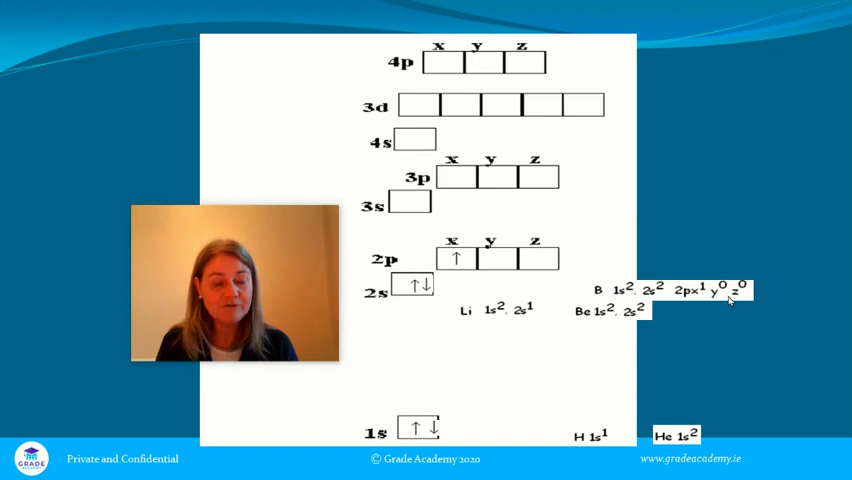 x y z
4p
3d
4s
x y z
3p
3s
x y z
2p ↑
2s ↑↓
B 1s², 2s² 2px¹ y⁰ z⁰
Li 1s², 2s¹
Be 1s², 2s²
1s ↑↓
H 1s¹
He 1s²
GRADE
ACADEMY
Private and Confidential
© Grade Academy 2020
www.gradeacademy.ie